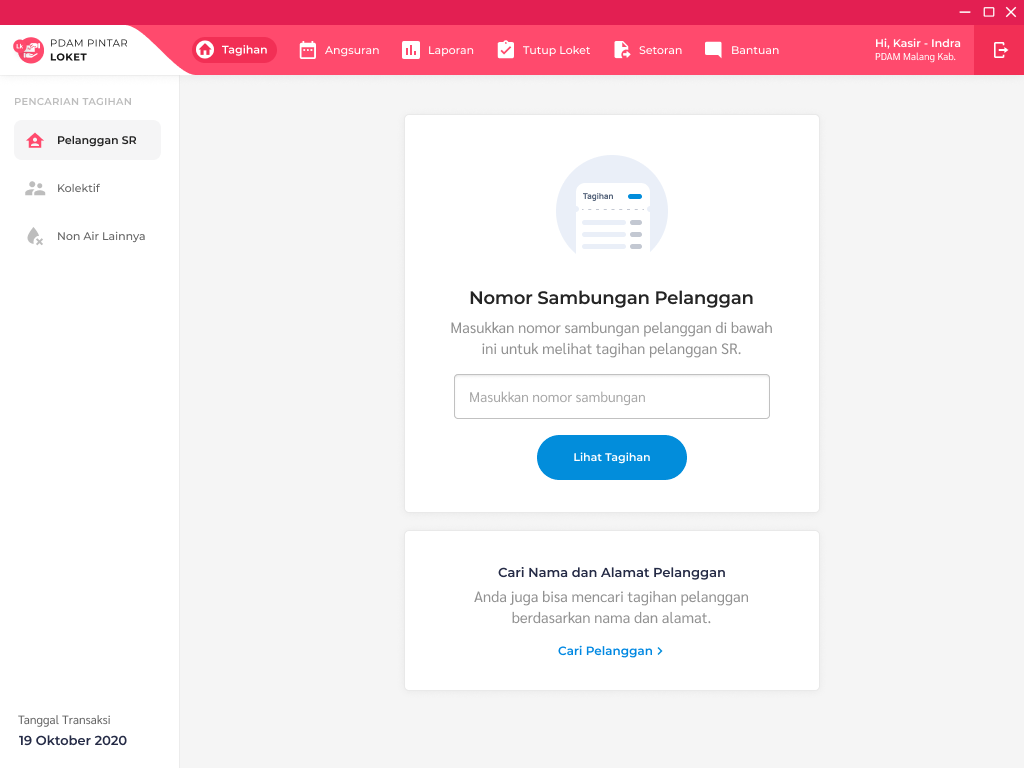 PDAM PINTAR
LOKET
Tagihan
Angsuran
Laporan
Tutup Loket
Setoran
Bantuan
Hi, Kasir - Indra
PDAM Malang Kab.
PENCARIAN TAGIHAN
Pelanggan SR
Kolektif
Non Air Lainnya
Tagihan
Nomor Sambungan Pelanggan
Masukkan nomor sambungan pelanggan di bawah
ini untuk melihat tagihan pelanggan SR.
Masukkan nomor sambungan
Lihat Tagihan
Cari Nama dan Alamat Pelanggan
Anda juga bisa mencari tagihan pelanggan
berdasarkan nama dan alamat.
Cari Pelanggan >
Tanggal Transaksi
19 Oktober 2020